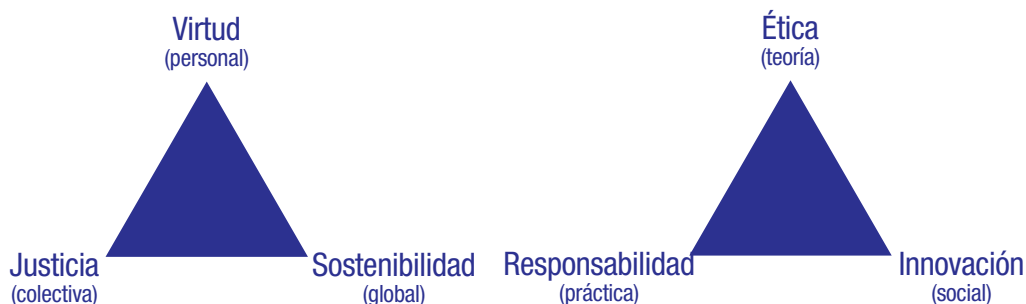 Virtud
(personal)
Justicia
(colectiva)
Sostenibilidad
(global)
Ética
(teoría)
Responsabilidad
(práctica)
Innovación
(social)